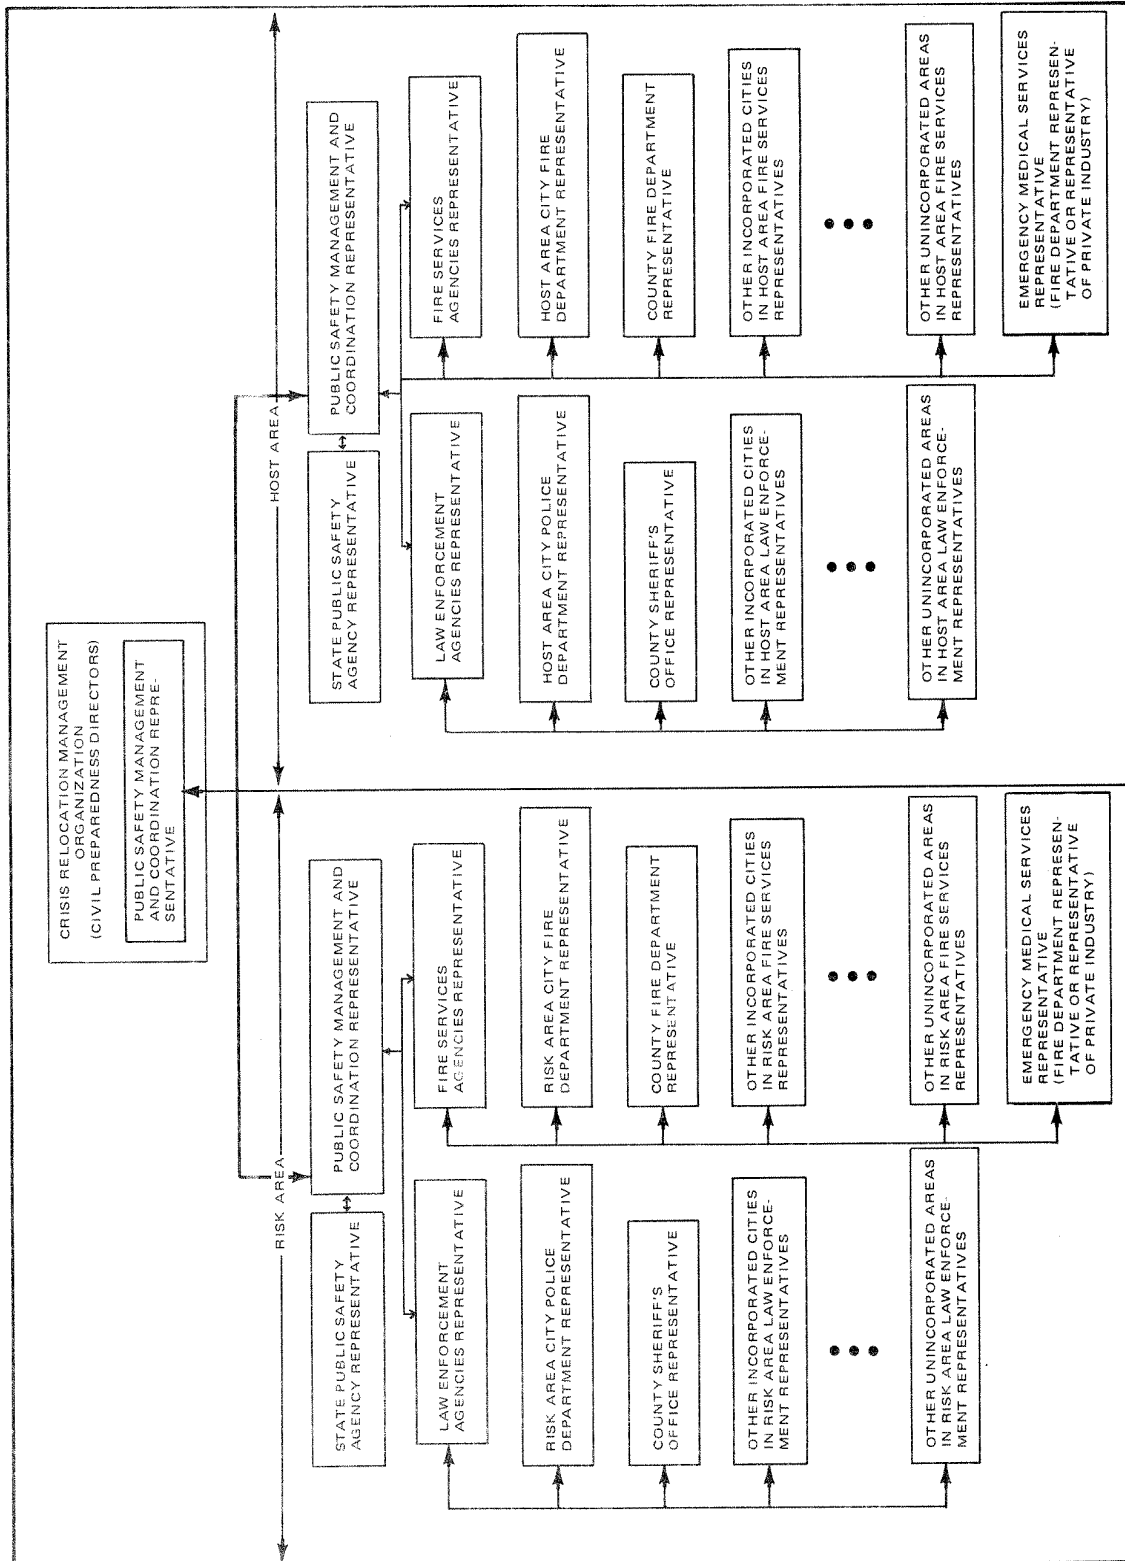 CRISIS RELOCATION MANAGEMENT
ORGANIZATION
(CIVIL PREPAREDNESS DIRECTORS)
PUBLIC SAFETY MANAGEMENT
AND COORDINATION REPRE-
SENTATIVE
RISK AREA
HOST AREA
STATE PUBLIC SAFETY
AGENCY REPRESENTATIVE
PUBLIC SAFETY MANAGEMENT AND
COORDINATION REPRESENTATIVE
LAW ENFORCEMENT
AGENCIES REPRESENTATIVE
RISK AREA CITY POLICE
DEPARTMENT REPRESENTATIVE
COUNTY SHERIFF'S
OFFICE REPRESENTATIVE
OTHER INCORPORATED CITIES
IN RISK AREA LAW ENFORCE-
MENT REPRESENTATIVES
OTHER UNINCORPORATED AREAS
IN RISK AREA LAW ENFORCE-
MENT REPRESENTATIVES
FIRE SERVICES
AGENCIES REPRESENTATIVE
RISK AREA CITY FIRE
DEPARTMENT REPRESENTATIVE
COUNTY FIRE DEPARTMENT
REPRESENTATIVE
OTHER INCORPORATED CITIES
IN RISK AREA FIRE SERVICES
REPRESENTATIVES
OTHER UNINCORPORATED AREAS
IN RISK AREA FIRE SERVICES
REPRESENTATIVES
EMERGENCY MEDICAL SERVICES
REPRESENTATIVE
(FIRE DEPARTMENT REPRESEN-
TATIVE OR REPRESENTATIVE
OF PRIVATE INDUSTRY)
STATE PUBLIC SAFETY
AGENCY REPRESENTATIVE
PUBLIC SAFETY MANAGEMENT AND
COORDINATION REPRESENTATIVE
LAW ENFORCEMENT
AGENCIES REPRESENTATIVE
HOST AREA CITY POLICE
DEPARTMENT REPRESENTATIVE
COUNTY SHERIFF'S
OFFICE REPRESENTATIVE
OTHER INCORPORATED CITIES
IN HOST AREA LAW ENFORCE-
MENT REPRESENTATIVES
OTHER UNINCORPORATED AREAS
IN HOST AREA LAW ENFORCE-
MENT REPRESENTATIVES
FIRE SERVICES
AGENCIES REPRESENTATIVE
HOST AREA CITY FIRE
DEPARTMENT REPRESENTATIVE
COUNTY FIRE DEPARTMENT
REPRESENTATIVE
OTHER INCORPORATED CITIES
IN HOST AREA FIRE SERVICES
REPRESENTATIVES
OTHER UNINCORPORATED AREAS
IN HOST AREA FIRE SERVICES
REPRESENTATIVES
EMERGENCY MEDICAL SERVICES
REPRESENTATIVE
(FIRE DEPARTMENT REPRESEN-
TATIVE OR REPRESENTATIVE
OF PRIVATE INDUSTRY)